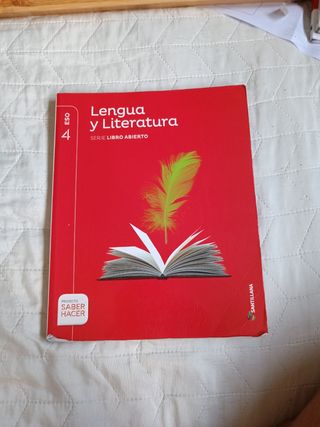 ESO
4
Lengua
y Literatura
SERIE LIBRO ABIERTO
PROYECTO
SABER
HACER
SANTILLANA